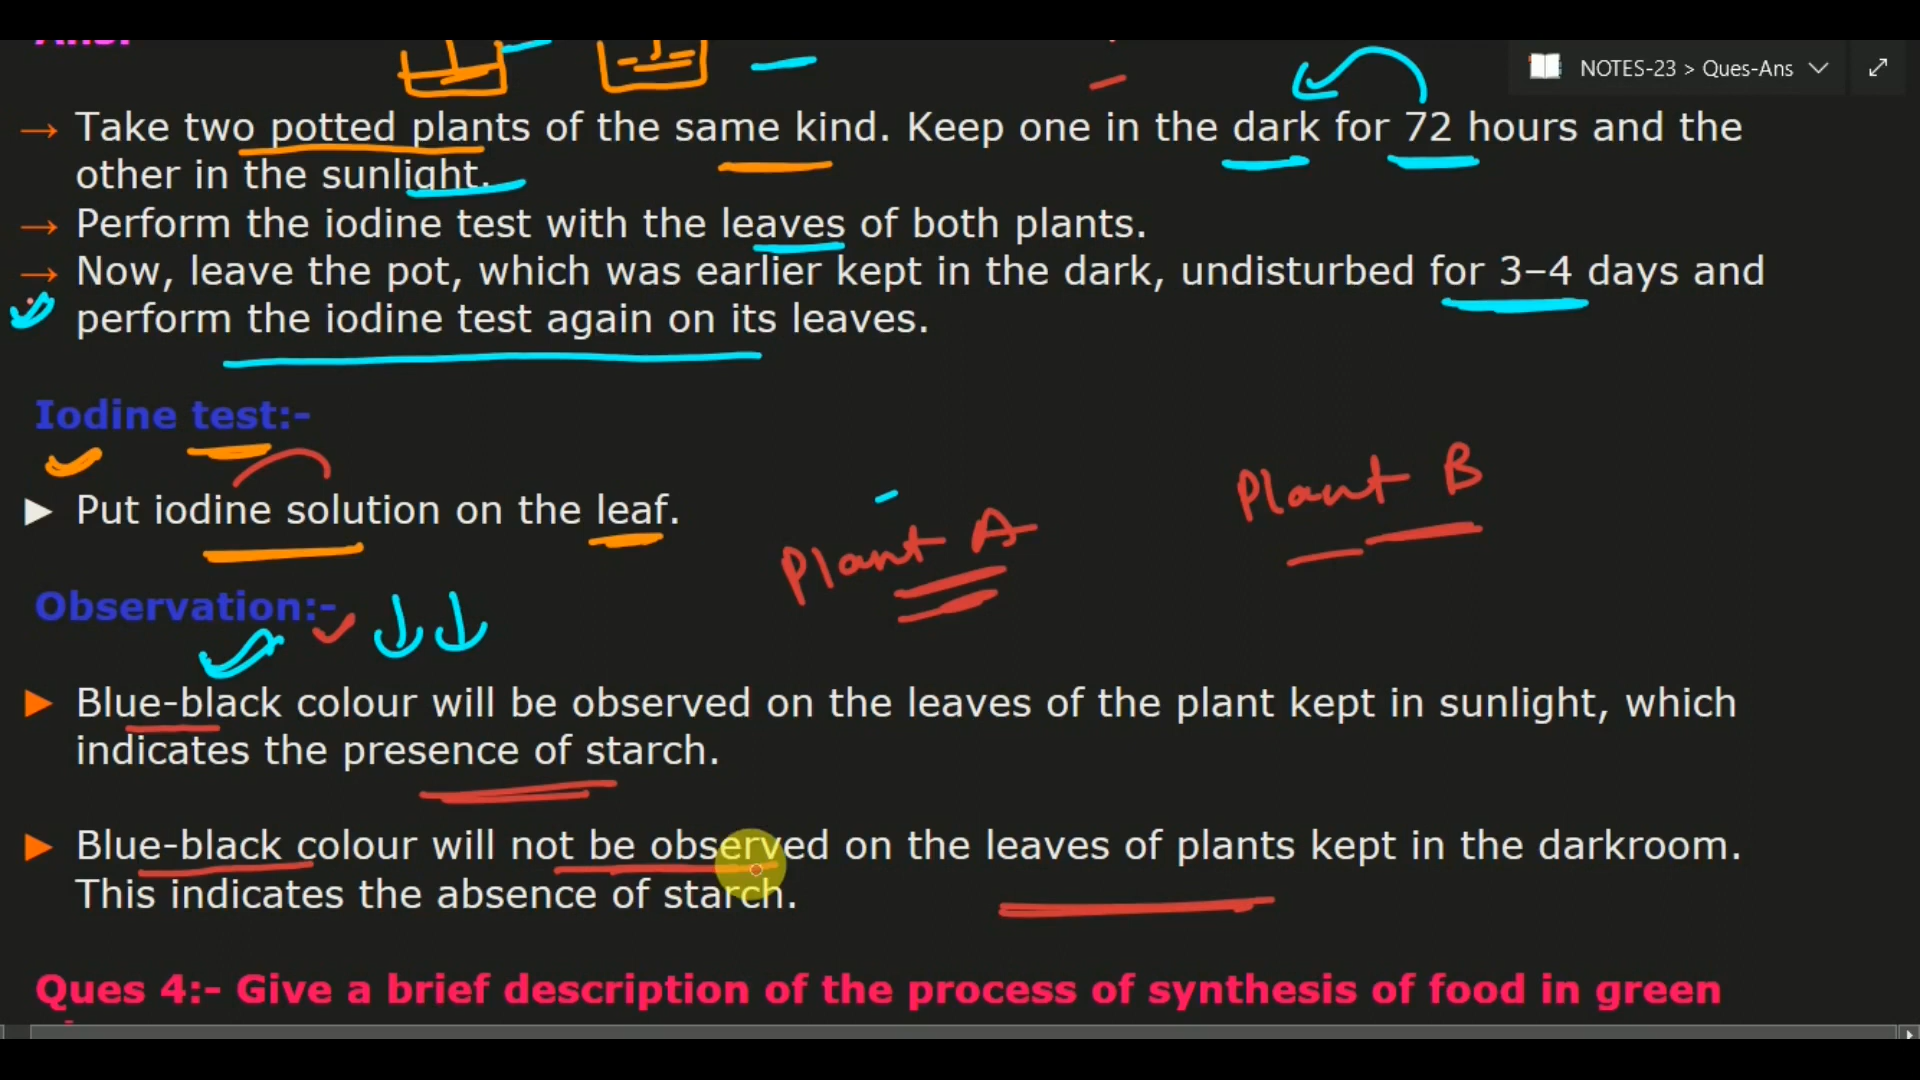 NOTES-23 > Ques-Ans
→ Take two potted plants of the same kind. Keep one in the dark for 72 hours and the
other in the sunlight.
→ Perform the iodine test with the leaves of both plants.
→ Now, leave the pot, which was earlier kept in the dark, undisturbed for 3–4 days and
perform the iodine test again on its leaves.
Iodine test:-
Plant B
► Put iodine solution on the leaf.
Plant A
Observation:-
► Blue-black colour will be observed on the leaves of the plant kept in sunlight, which
indicates the presence of starch.
► Blue-black colour will not be observed on the leaves of plants kept in the darkroom.
This indicates the absence of starch.
Ques 4:- Give a brief description of the process of synthesis of food in green